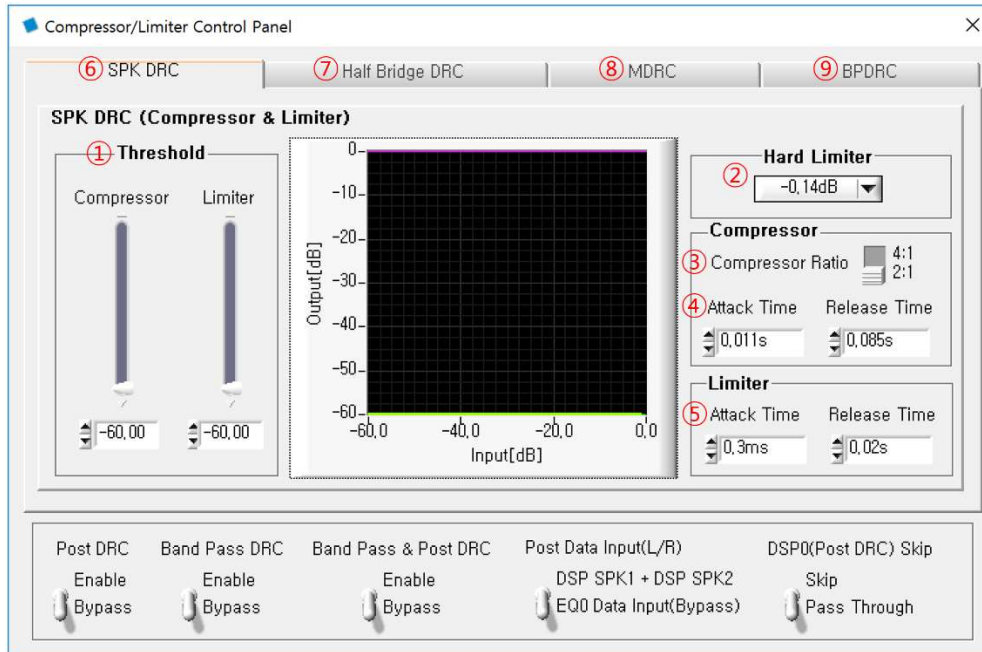 Compressor/Limiter Control Panel
⑥ SPK DRC
⑦ Half Bridge DRC
⑧ MDRC
⑨ BPDRC
SPK DRC (Compressor & Limiter)
① Threshold
Compressor
Limiter
-60,00
-60,00
Output[dB]
0
-10
-20
-30
-40
-50
-60
-60,0
-40,0
-20,0
0,0
Input[dB]
Hard Limiter
② -0,14dB
Compressor
③ Compressor Ratio
4:1
2:1
④ Attack Time
Release Time
0,011s
0,085s
Limiter
⑤ Attack Time
Release Time
0,3ms
0,02s
Post DRC
Enable
Bypass
Band Pass DRC
Enable
Bypass
Band Pass & Post DRC
Enable
Bypass
Post Data Input(L/R)
DSP SPK1 + DSP SPK2
EQ0 Data Input(Bypass)
DSP0(Post DRC) Skip
Skip
Pass Through